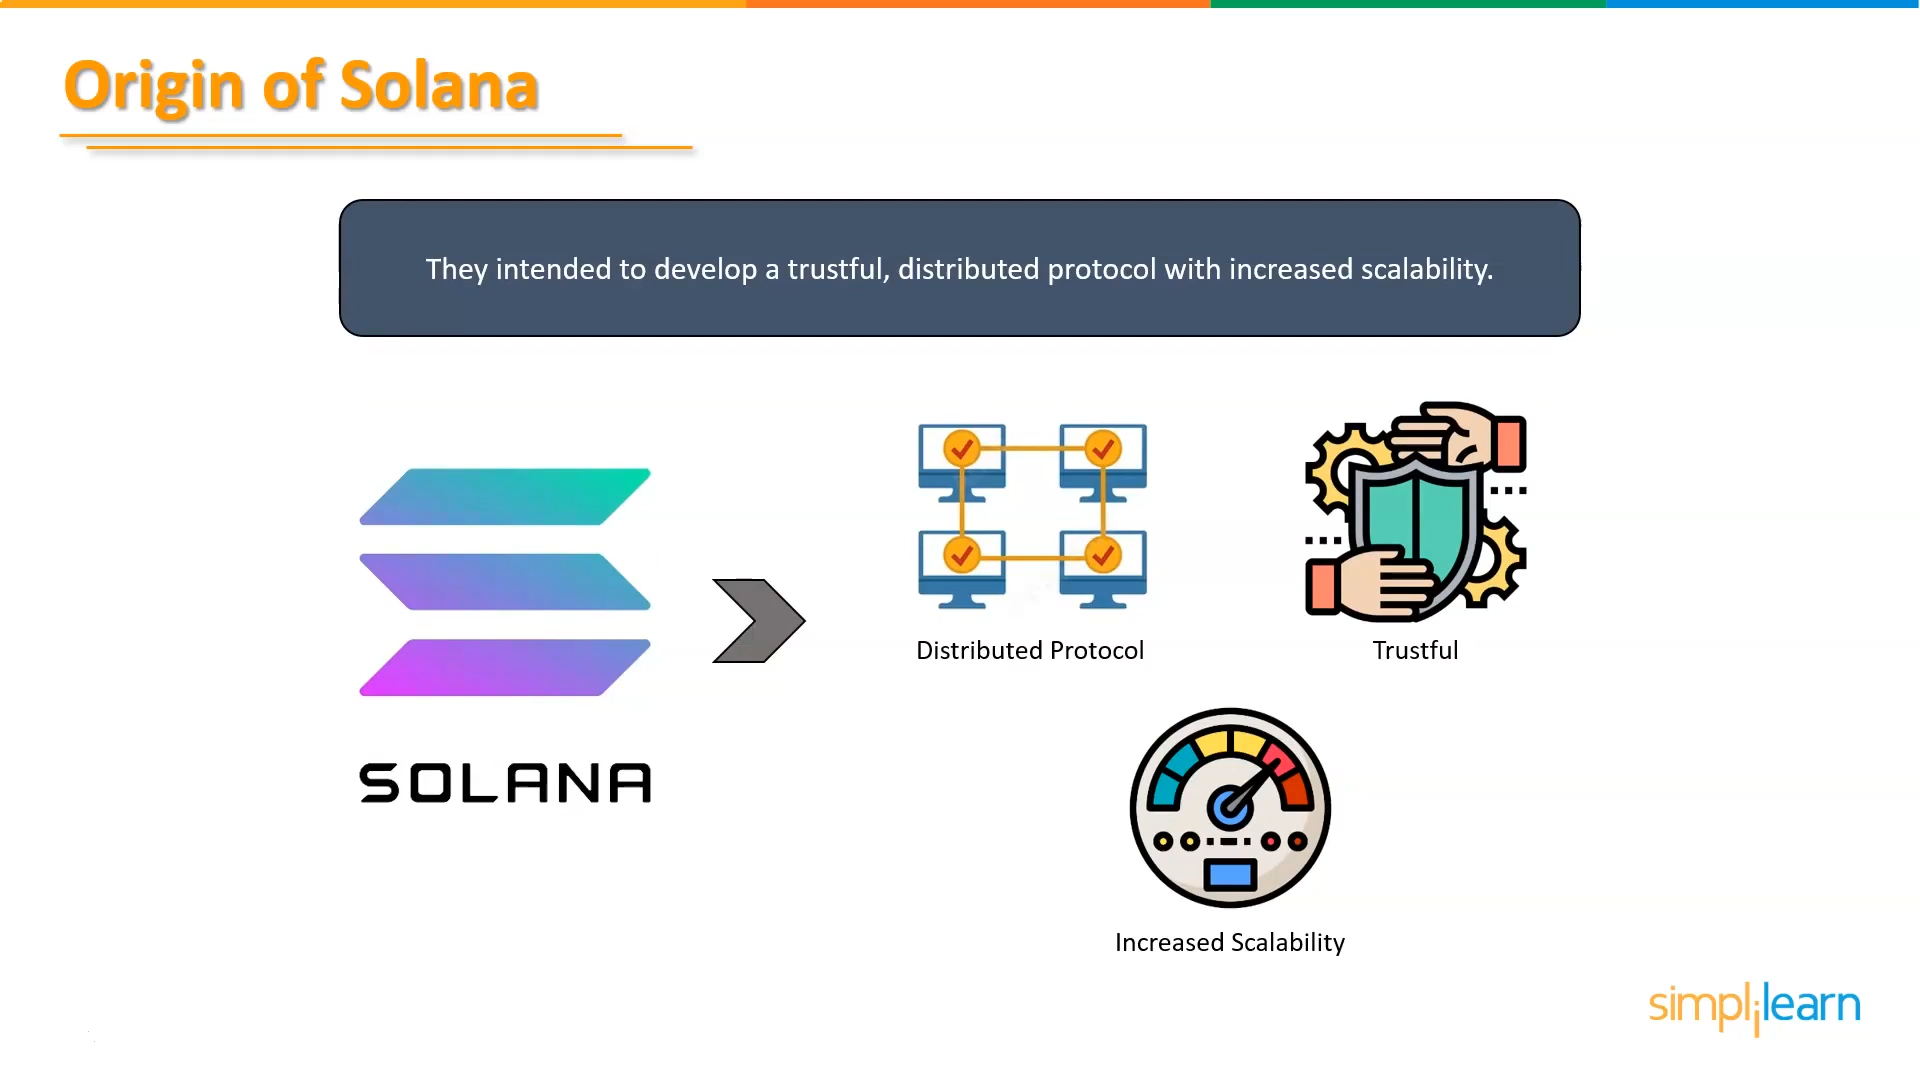 Origin of Solana
They intended to develop a trustful, distributed protocol with increased scalability.
SOLANA
Distributed Protocol
Trustful
Increased Scalability
simplilearn